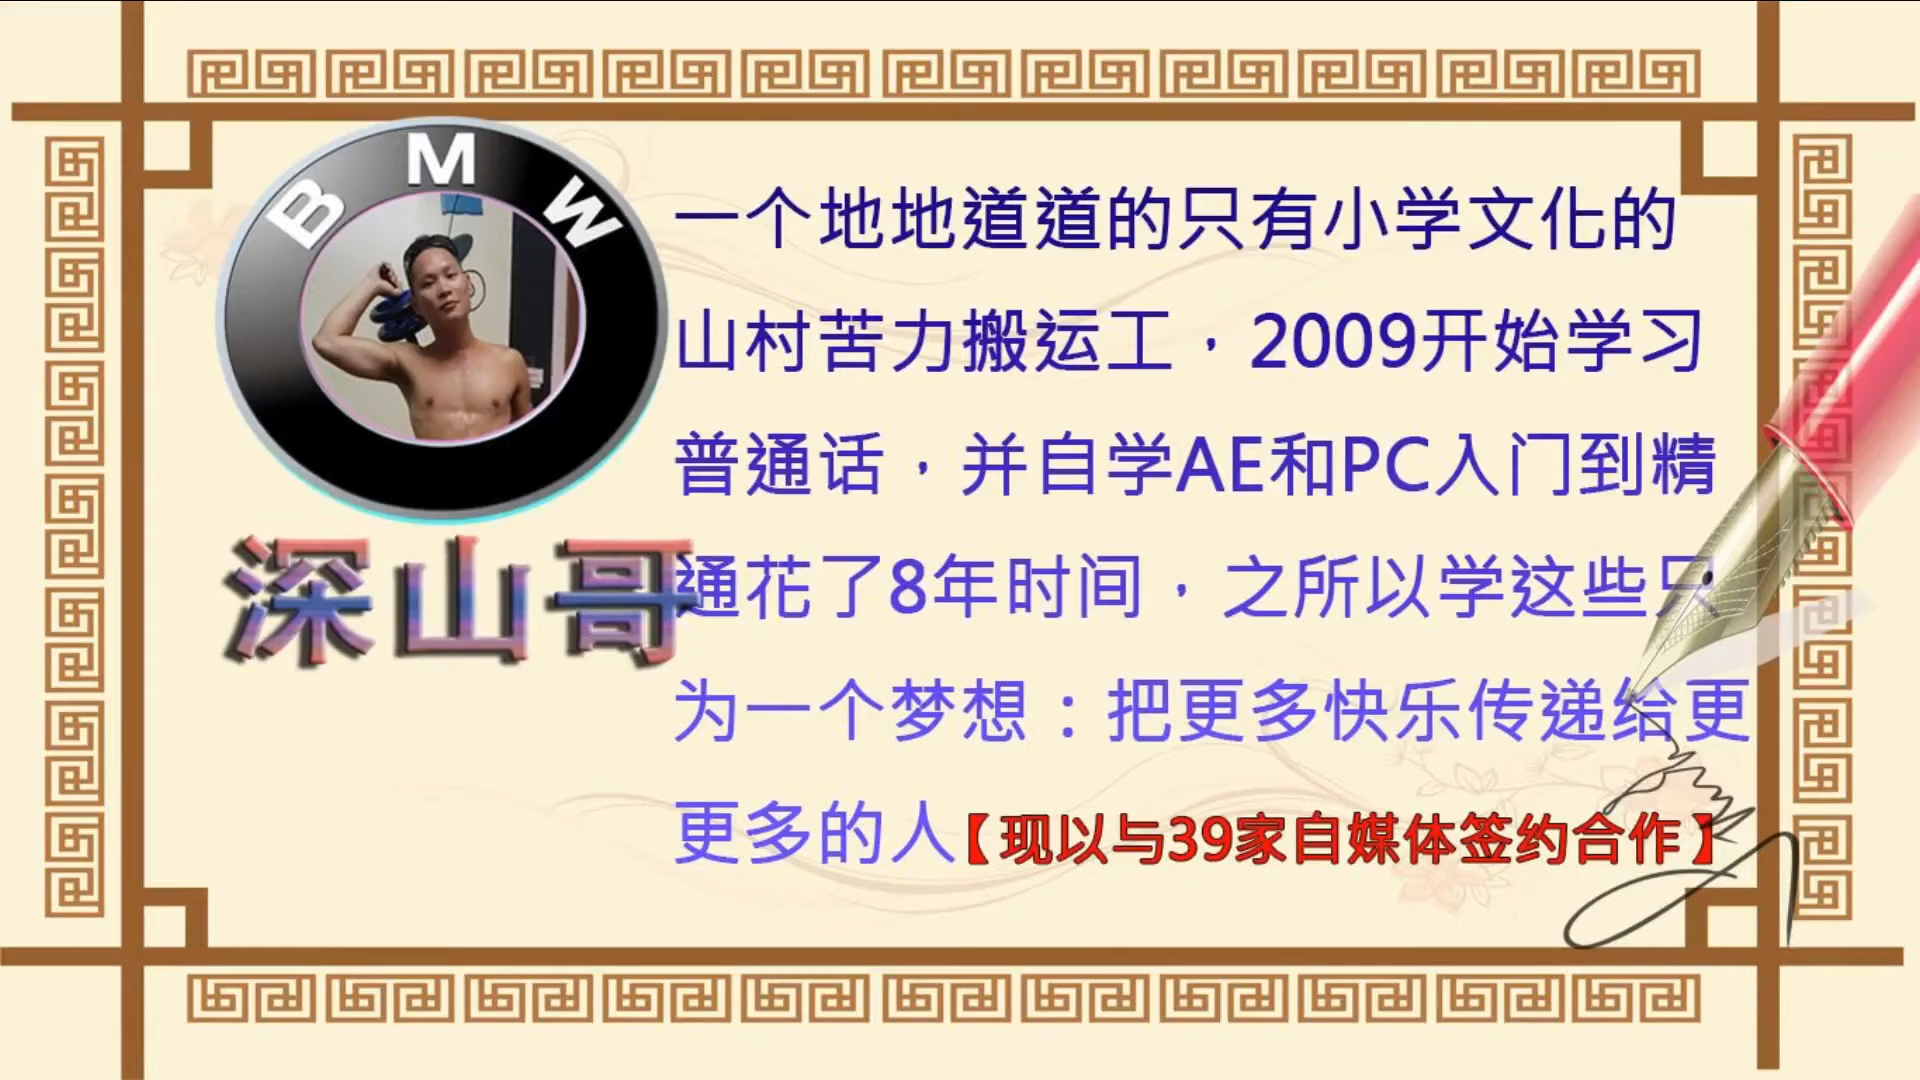 BMW
深山哥
一个地地道道的只有小学文化的
山村苦力搬运工，2009开始学习
普通话，并自学AE和PC入门到精
通花了8年时间，之所以学这些只
为一个梦想：把更多快乐传递给更
更多的人【现以与39家自媒体签约合作】